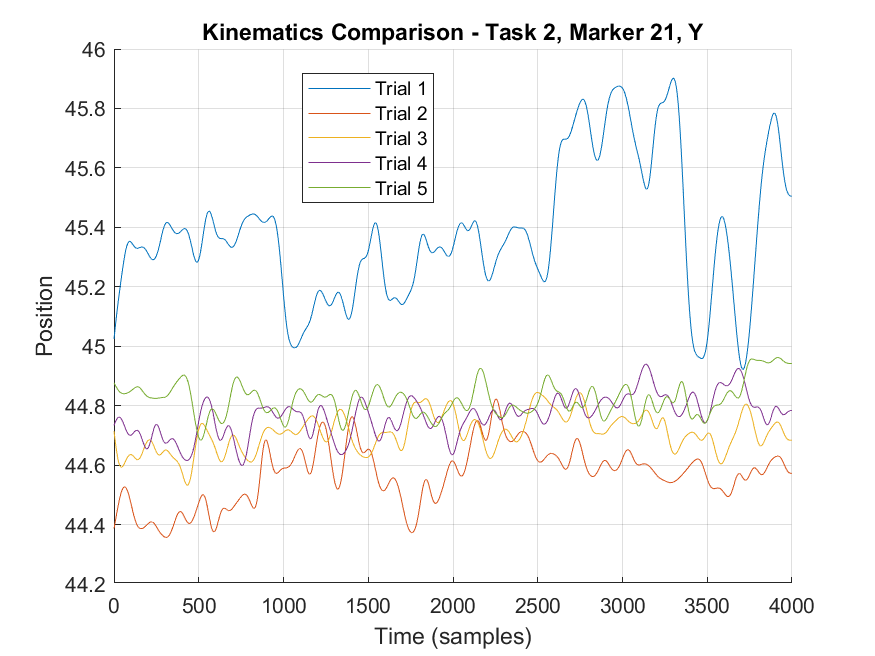 Kinematics Comparison - Task 2, Marker 21, Y
46
45.8
45.6
45.4
45.2
45
44.8
44.6
44.4
44.2
Position
Trial 1
Trial 2
Trial 3
Trial 4
Trial 5
0 500 1000 1500 2000 2500 3000 3500 4000
Time (samples)